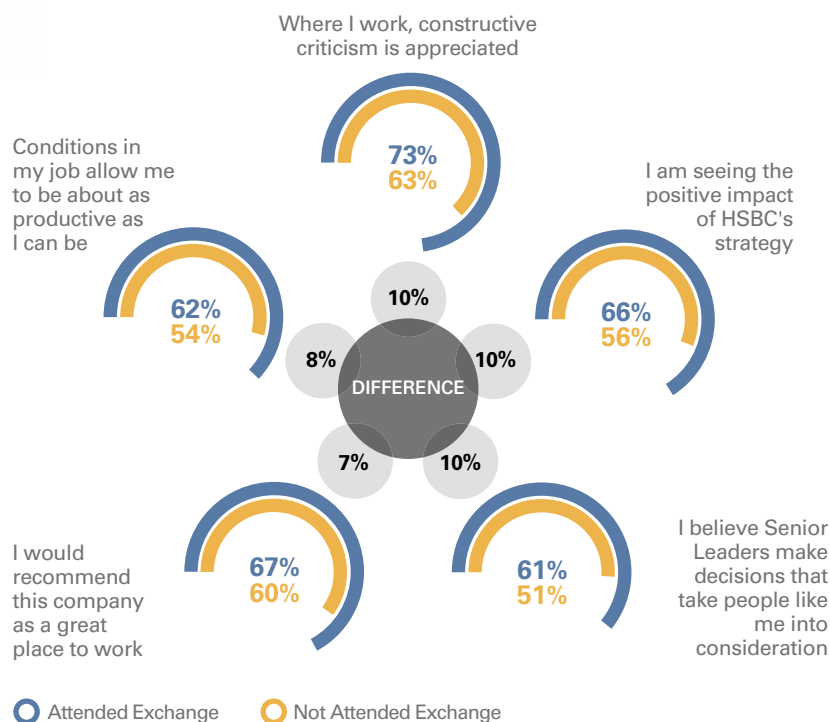 Where I work, constructive
criticism is appreciated
73%
63%
Conditions in
my job allow me
to be about as
productive as
I can be
62%
54%
I am seeing the
positive impact
of HSBC's
strategy
66%
56%
10%
8%
10%
DIFFERENCE
7%
10%
I would
recommend
this company
as a great
place to work
67%
60%
I believe Senior
Leaders make
decisions that
take people like
me into
consideration
61%
51%
Attended Exchange
Not Attended Exchange